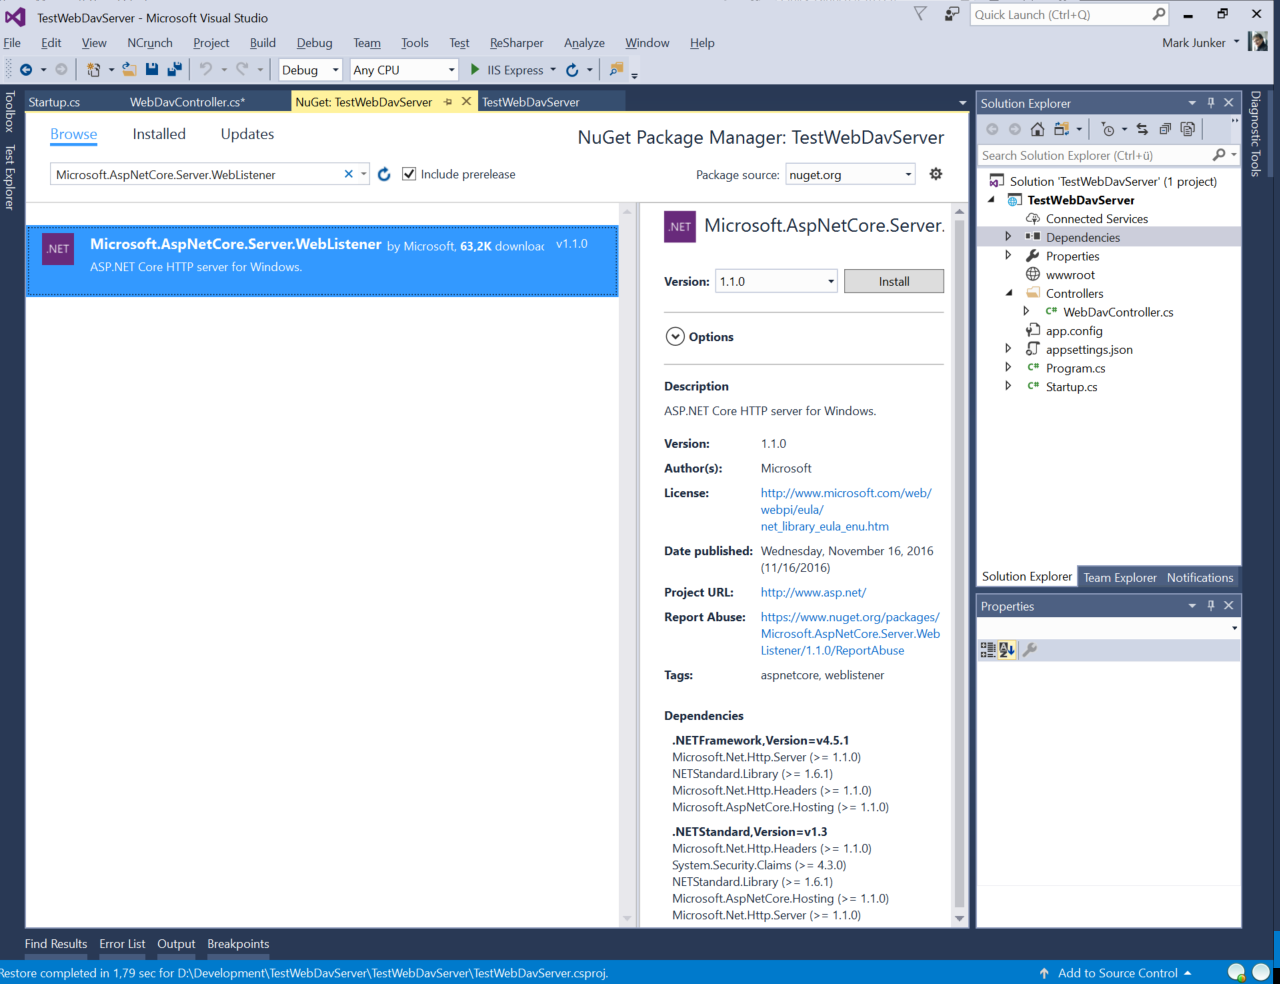 TestWebDavServer - Microsoft Visual Studio
Quick Launch (Ctrl+Q)
File Edit View NCrunch Project Build Debug Team Tools Test ReSharper Analyze Window Help
Mark Junker
Debug Any CPU IIS Express
Toolbox
Test Explorer
Startup.cs WebDavController.cs* NuGet: TestWebDavServer TestWebDavServer
Browse Installed Updates
NuGet Package Manager: TestWebDavServer
Microsoft.AspNetCore.Server.WebListener
Include prerelease
Package source: nuget.org
.NET
Microsoft.AspNetCore.Server.WebListener by Microsoft, 63,2K downloac v1.1.0
ASP.NET Core HTTP server for Windows.
.NET
Microsoft.AspNetCore.Server.
Version: 1.1.0 Install
Options
Description
ASP.NET Core HTTP server for Windows.
Version: 1.1.0
Author(s): Microsoft
License: http://www.microsoft.com/web/
webpi/eula/
net_library_eula_enu.htm
Date published: Wednesday, November 16, 2016
(11/16/2016)
Project URL: http://www.asp.net/
Report Abuse: https://www.nuget.org/packages/
Microsoft.AspNetCore.Server.Web
Listener/1.1.0/ReportAbuse
Tags: aspnetcore, weblistener
Dependencies
.NETFramework,Version=v4.5.1
Microsoft.Net.Http.Server (>= 1.1.0)
NETStandard.Library (>= 1.6.1)
Microsoft.Net.Http.Headers (>= 1.1.0)
Microsoft.AspNetCore.Hosting (>= 1.1.0)
.NETStandard,Version=v1.3
Microsoft.Net.Http.Headers (>= 1.1.0)
System.Security.Claims (>= 4.3.0)
NETStandard.Library (>= 1.6.1)
Microsoft.AspNetCore.Hosting (>= 1.1.0)
Microsoft.Net.Http.Server (>= 1.1.0)
Solution Explorer
Search Solution Explorer (Ctrl+ü)
Solution 'TestWebDavServer' (1 project)
TestWebDavServer
Connected Services
Dependencies
Properties
wwwroot
Controllers
C# WebDavController.cs
app.config
appsettings.json
C# Program.cs
C# Startup.cs
Solution Explorer Team Explorer Notifications
Properties
Diagnostic Tools
Find Results Error List Output Breakpoints
Restore completed in 1,79 sec for D:\Development\TestWebDavServer\TestWebDavServer\TestWebDavServer.csproj.
Add to Source Control